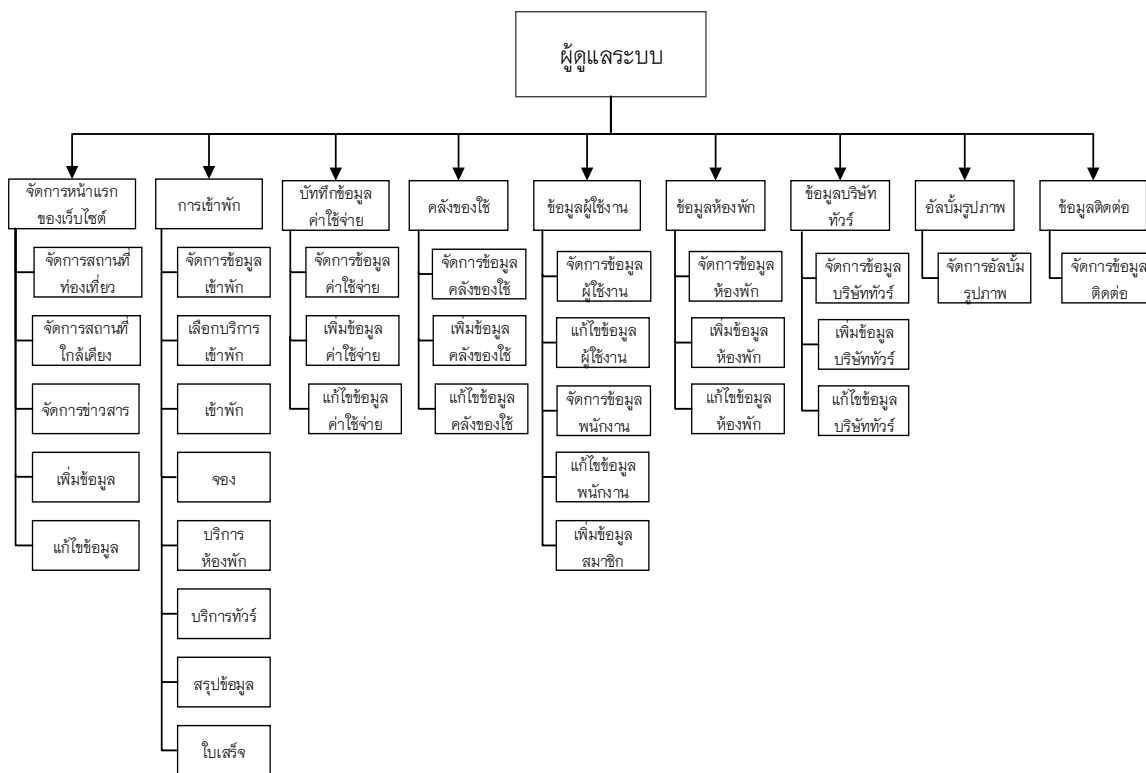 ผู้ดูแลระบบ
จัดการหน้าแรก
ของเว็บไซต์
จัดการสถานที่
ท่องเที่ยว
จัดการสถานที่
ใกล้เคียง
จัดการข่าวสาร
เพิ่มข้อมูล
แก้ไขข้อมูล
การเข้าพัก
จัดการข้อมูล
เข้าพัก
เลือกบริการ
เข้าพัก
เข้าพัก
จอง
บริการ
ห้องพัก
บริการทัวร์
สรุปข้อมูล
ใบเสร็จ
บัททึกข้อมูล
ค่าใช้จ่าย
จัดการข้อมูล
ค่าใช้จ่าย
เพิ่มข้อมูล
ค่าใช้จ่าย
แก้ไขข้อมูล
ค่าใช้จ่าย
คลังของใช้
จัดการข้อมูล
คลังของใช้
เพิ่มข้อมูล
คลังของใช้
แก้ไขข้อมูล
คลังของใช้
ข้อมูลผู้ใช้งาน
จัดการข้อมูล
ผู้ใช้งาน
แก้ไขข้อมูล
ผู้ใช้งาน
จัดการข้อมูล
พนักงาน
แก้ไขข้อมูล
พนักงาน
เพิ่มข้อมูล
สมาชิก
ข้อมูลห้องพัก
จัดการข้อมูล
ห้องพัก
เพิ่มข้อมูล
ห้องพัก
แก้ไขข้อมูล
ห้องพัก
ข้อมูลบริษัท
ทัวร์
จัดการข้อมูล
บริษัททัวร์
เพิ่มข้อมูล
บริษัททัวร์
แก้ไขข้อมูล
บริษัททัวร์
อัลบั้มรูปภาพ
จัดการอัลบั้ม
รูปภาพ
ข้อมูลติดต่อ
จัดการข้อมูล
ติดต่อ